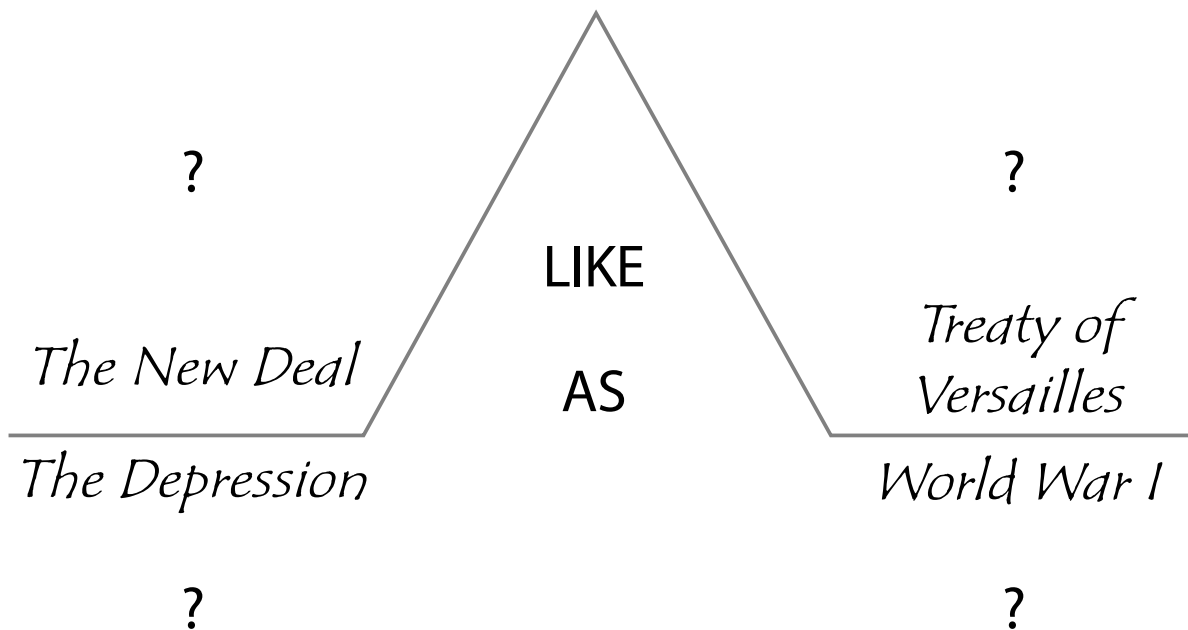 ?
?
LIKE
The New Deal
AS
Treaty of
Versailles
The Depression
World War I
?
?